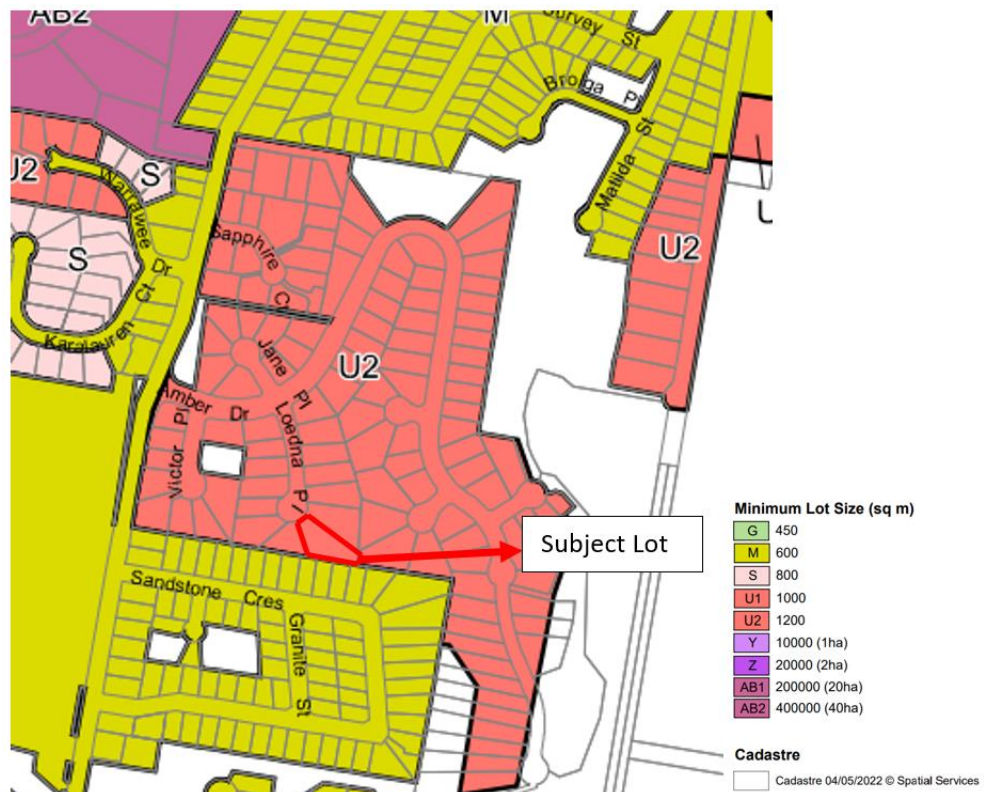 AB2
M
Survey St
Brolga Pl
Matilda St
U2
S
Warrawee Dr
S
Karalauren Ct
Sapphire Cr
U2
U2
Jane Pl
Amber Dr
Loedna Pl
Victor Pl
Subject Lot
Sandstone Cres
Granite St
Minimum Lot Size (sq m)
G 450
M 600
S 800
U1 1000
U2 1200
Y 10000 (1ha)
Z 20000 (2ha)
AB1 200000 (20ha)
AB2 400000 (40ha)
Cadastre
Cadastre 04/05/2022 © Spatial Services